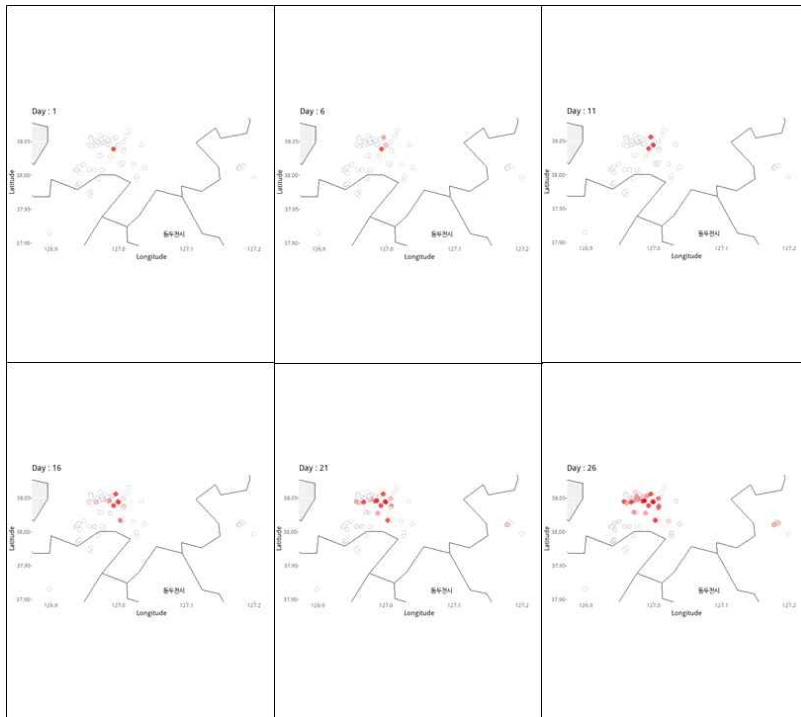 Day : 1
38.05
38.00
37.95
37.90
Latitude
동두천시
126.9 127.0 127.1 127.2
Longitude
Day : 6
38.05
38.00
37.95
37.90
Latitude
동두천시
126.9 127.0 127.1 127.2
Longitude
Day : 11
38.05
38.00
37.95
37.90
Latitude
동두천시
126.9 127.0 127.1 127.2
Longitude
Day : 16
38.05
38.00
37.95
37.90
Latitude
동두천시
126.9 127.0 127.1 127.2
Longitude
Day : 21
38.05
38.00
37.95
37.90
Latitude
동두천시
126.9 127.0 127.1 127.2
Longitude
Day : 26
38.05
38.00
37.95
37.90
Latitude
동두천시
126.9 127.0 127.1 127.2
Longitude